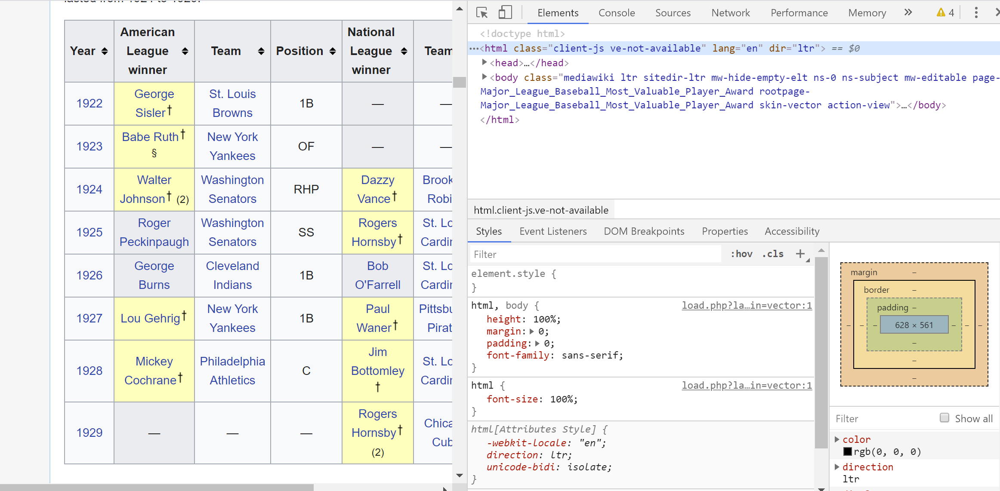 Year
American League winner
Team
Position
National League winner
Team
1922
George
Sisler†
St. Louis
Browns
1B
—
—
1923
Babe Ruth†
§
New York
Yankees
OF
—
—
1924
Walter
Johnson† (2)
Washington
Senators
RHP
Dazzy
Vance†
Brook
Robi
1925
Roger
Peckinpaugh
Washington
Senators
SS
Rogers
Hornsby†
St. Lo
Cardin
1926
George
Burns
Cleveland
Indians
1B
Bob
O'Farrell
St. Lo
Cardin
1927
Lou Gehrig†
New York
Yankees
1B
Paul
Waner†
Pittsbu
Pirat
1928
Mickey
Cochrane†
Philadelphia
Athletics
C
Jim
Bottomley
†
St. Lo
Cardin
1929
—
—
—
Rogers
Hornsby†
(2)
Chica
Cub
Elements Console Sources Network Performance Memory » 4
<!doctype html>
…<html class="client-js ve-not-available" lang="en" dir="ltr"> == $0
<head>…</head>
<body class="mediawiki ltr sitedir-ltr mw-hide-empty-elt ns-0 ns-subject mw-editable page-
Major_League_Baseball_Most_Valuable_Player_Award rootpage-
Major_League_Baseball_Most_Valuable_Player_Award skin-vector action-view">…</body>
</html>
html.client-js.ve-not-available
Styles Event Listeners DOM Breakpoints Properties Accessibility
Filter :hov .cls +
element.style {
}
html, body { load.php?la…in=vector:1
height: 100%;
margin: 0;
padding: 0;
font-family: sans-serif;
}
html { load.php?la…in=vector:1
font-size: 100%;
}
html[Attributes Style] {
-webkit-locale: "en";
direction: ltr;
unicode-bidi: isolate;
}
margin –
border –
padding –
– – – 628 × 561 – – –
–
–
–
Filter Show all
color
rgb(0, 0, 0)
direction
ltr